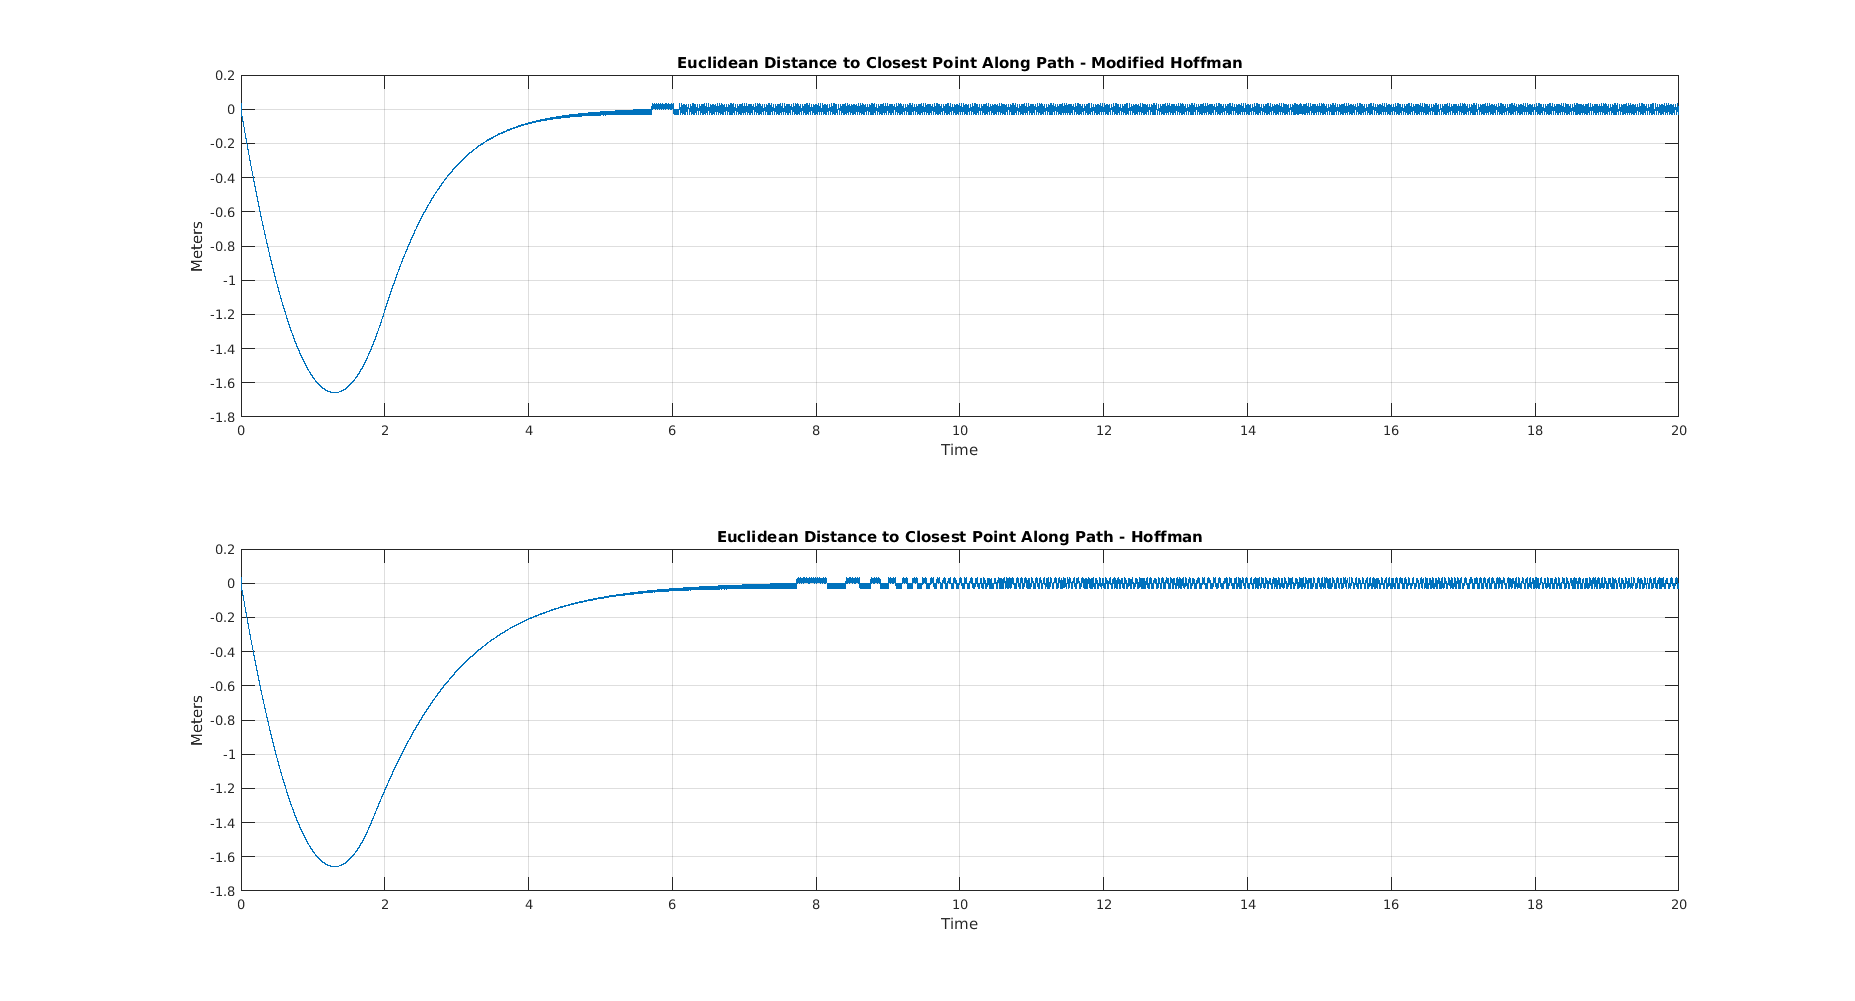 Euclidean Distance to Closest Point Along Path - Modified Hoffman
0.2
0
-0.2
-0.4
-0.6
-0.8
-1
-1.2
-1.4
-1.6
-1.8
Meters
0 2 4 6 8 10 12 14 16 18 20
Time
Euclidean Distance to Closest Point Along Path - Hoffman
0.2
0
-0.2
-0.4
-0.6
-0.8
-1
-1.2
-1.4
-1.6
-1.8
Meters
0 2 4 6 8 10 12 14 16 18 20
Time